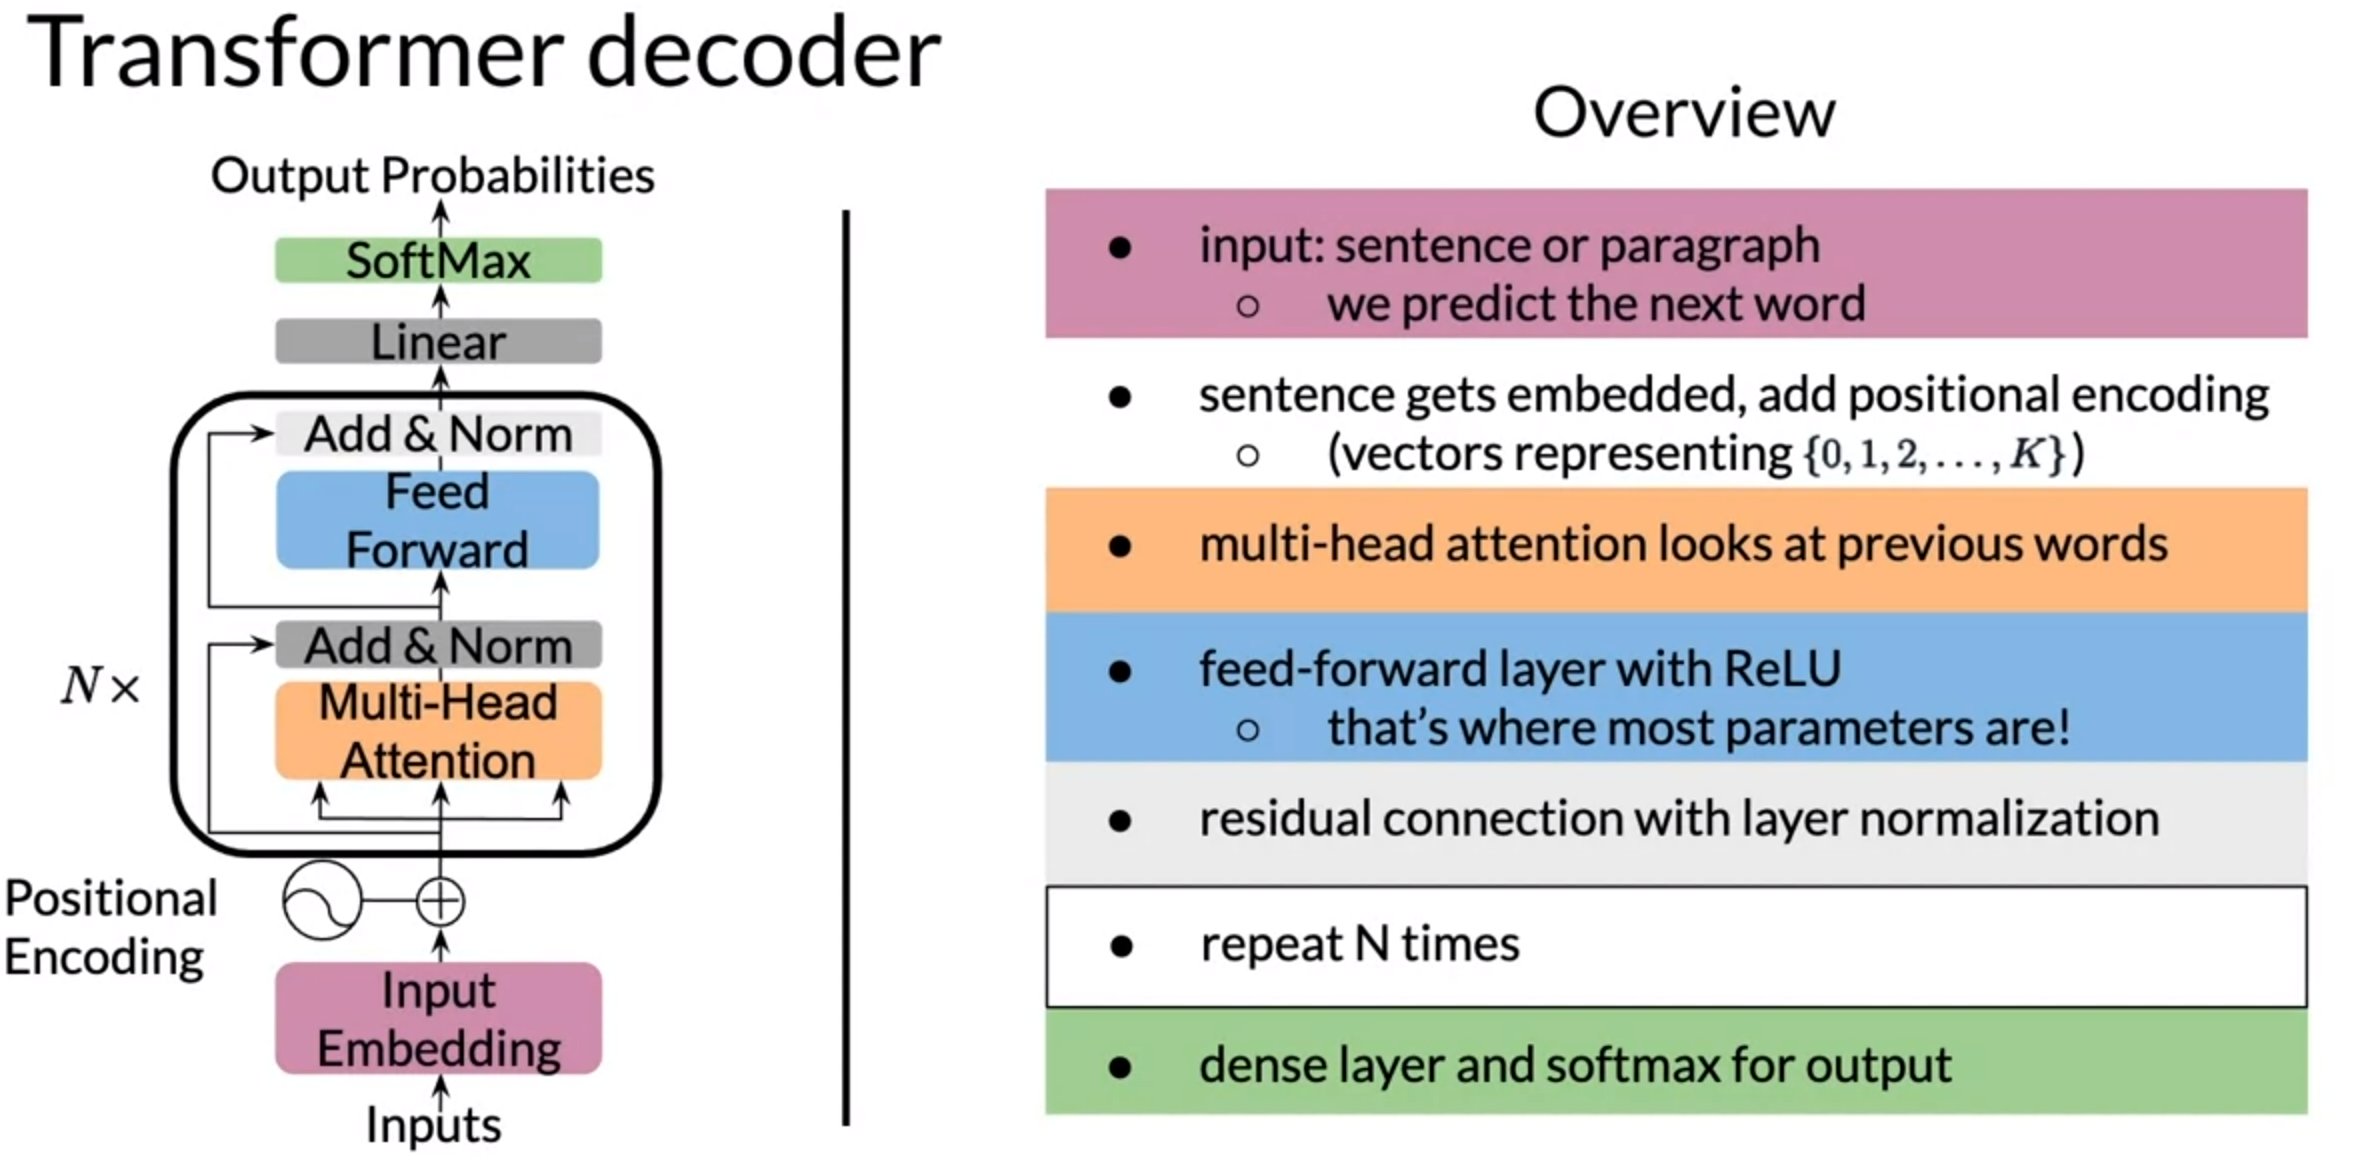 Transformer decoder
Output Probabilities
SoftMax
Linear
Add & Norm
Feed
Forward
Add & Norm
N×
Multi-Head
Attention
Positional
Encoding
Input
Embedding
Inputs
Overview
● input: sentence or paragraph
○ we predict the next word
● sentence gets embedded, add positional encoding
○ (vectors representing {0, 1, 2, . . . , K})
● multi-head attention looks at previous words
● feed-forward layer with ReLU
○ that’s where most parameters are!
● residual connection with layer normalization
● repeat N times
● dense layer and softmax for output